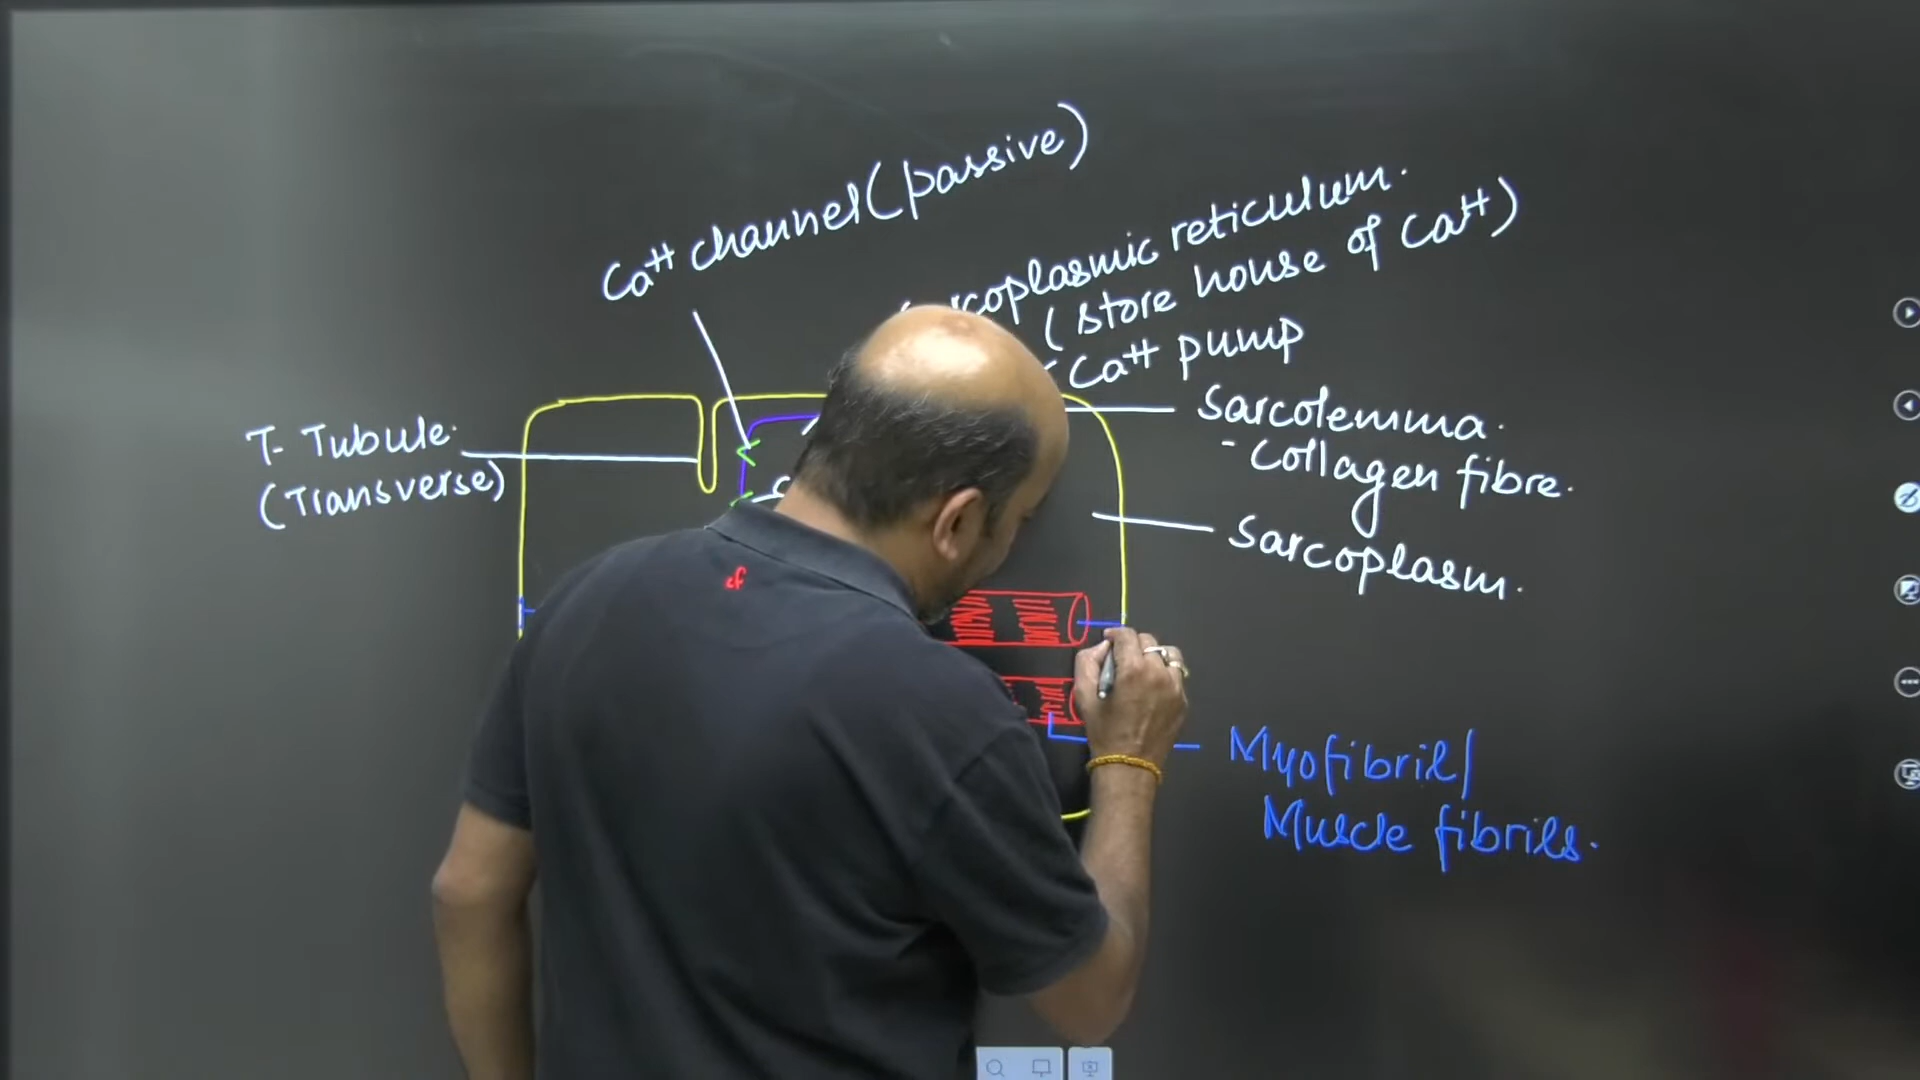 Ca++ channel (passive)
reticulum.
(store house of Ca++)
- Ca++ pump
Sarcolemma.
- Collagen fibre.
T- Tubule.
(Transverse)
Sarcoplasm.
Myofibril/
Muscle fibrils.